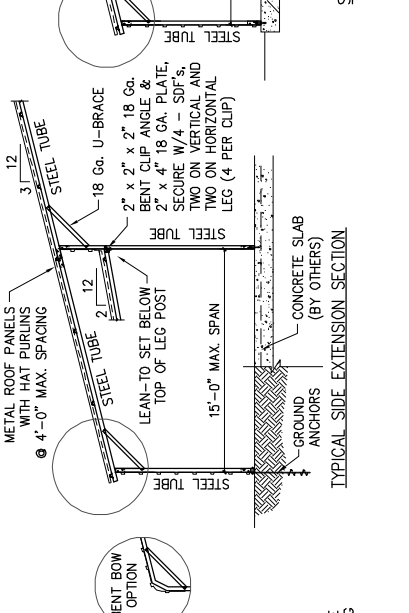 STEEL TUBE
METAL ROOF PANELS
WITH HAT PURLINS
@ 4'-0" MAX. SPACING
12
3
STEEL TUBE
18 Ga. U-BRACE
2" x 2" x 2" 18 Ga.
BENT CLIP ANGLE &
2" x 4" 18 GA. PLATE,
SECURE W/4 - SDF's,
TWO ON VERTICAL AND
TWO ON HORIZONTAL
LEG (4 PER CLIP)
STEEL TUBE
12
2
STEEL TUBE
LEAN-TO SET BELOW
TOP OF LEG POST
15'-0" MAX. SPAN
STEEL TUBE
CONCRETE SLAB
(BY OTHERS)
GROUND
ANCHORS
TYPICAL SIDE EXTENSION SECTION
BOW
OPTION